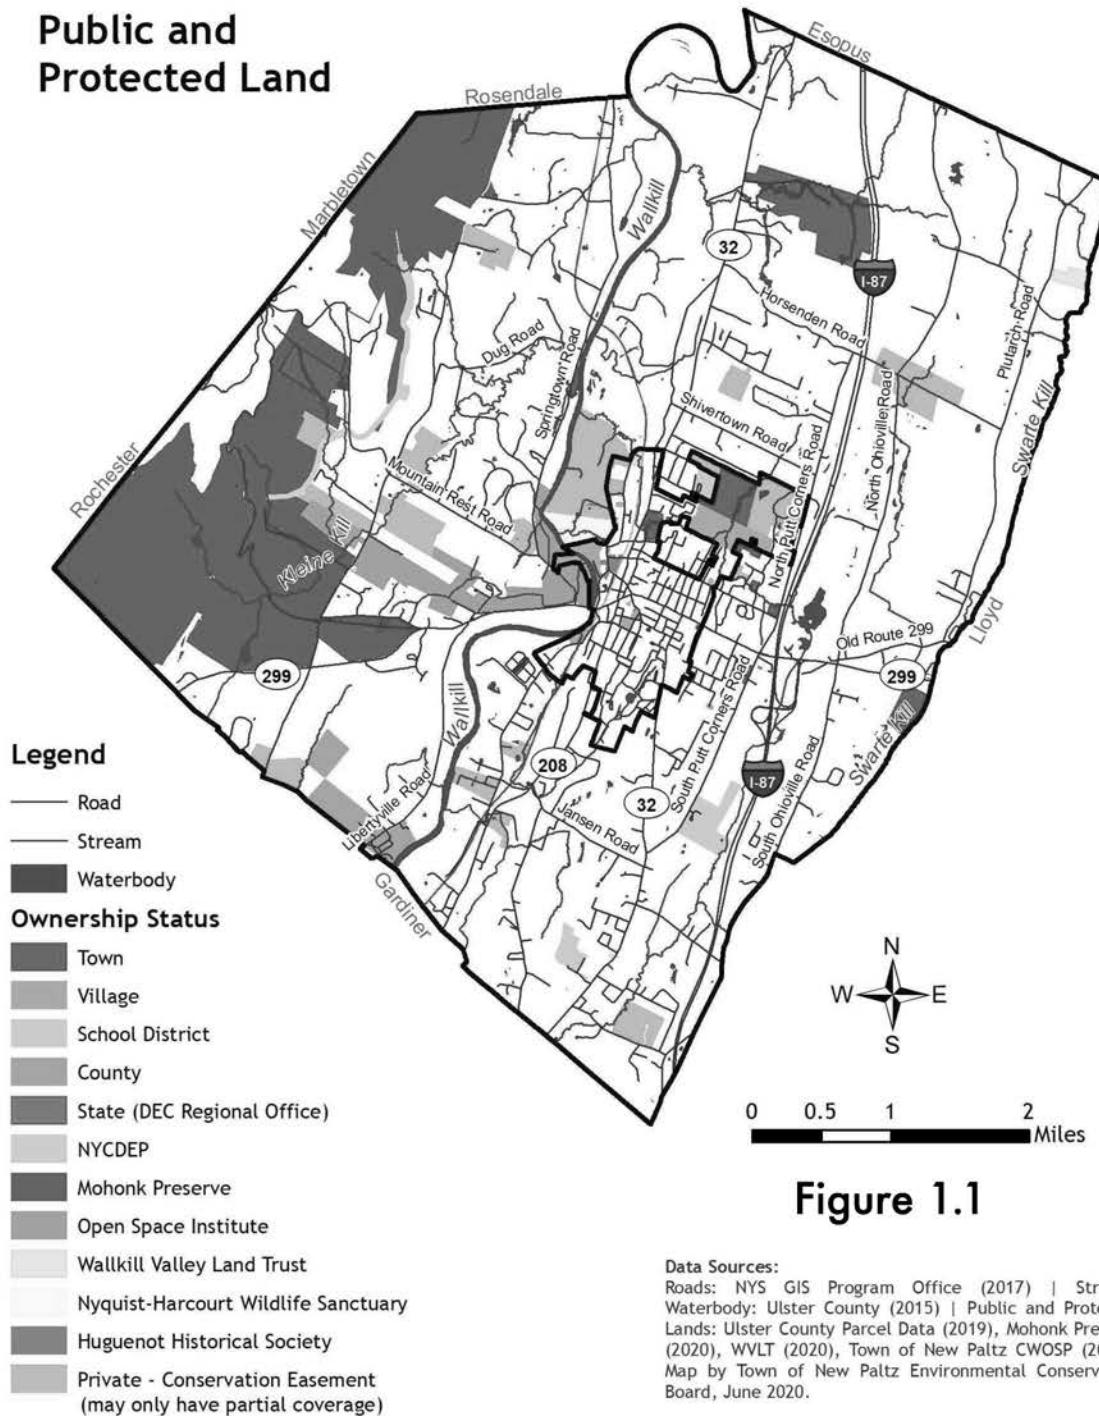 Public and
Protected Land
Esopus
Rosendale
Marbletown
Wallkill
32
I-87
Horsenden Road
Plutarch Road
Dug Road
Springtown Road
Shivertown Road
North Ohioville Road
Swarte Kill
Rochester
Mountain Rest Road
North Putt Corners Road
Kleine Kill
Lloyd
Old Route 299
299
299
Wallkill
Swarte Kill
South Putt Corners Road
208
I-87
32
South Ohioville Road
Libertyville Road
Jansen Road
Gardiner
Legend
Road
Stream
Waterbody
Ownership Status
Town
Village
School District
County
State (DEC Regional Office)
NYCDEP
Mohonk Preserve
Open Space Institute
Wallkill Valley Land Trust
Nyquist-Harcourt Wildlife Sanctuary
Huguenot Historical Society
Private - Conservation Easement
(may only have partial coverage)
N
W E
S
0 0.5 1 2
Miles
Figure 1.1
Data Sources:
Roads: NYS GIS Program Office (2017) | Str
Waterbody: Ulster County (2015) | Public and Prot
Lands: Ulster County Parcel Data (2019), Mohonk Pre
(2020), WVLT (2020), Town of New Paltz CWOSP (2
Map by Town of New Paltz Environmental Conserv
Board, June 2020.